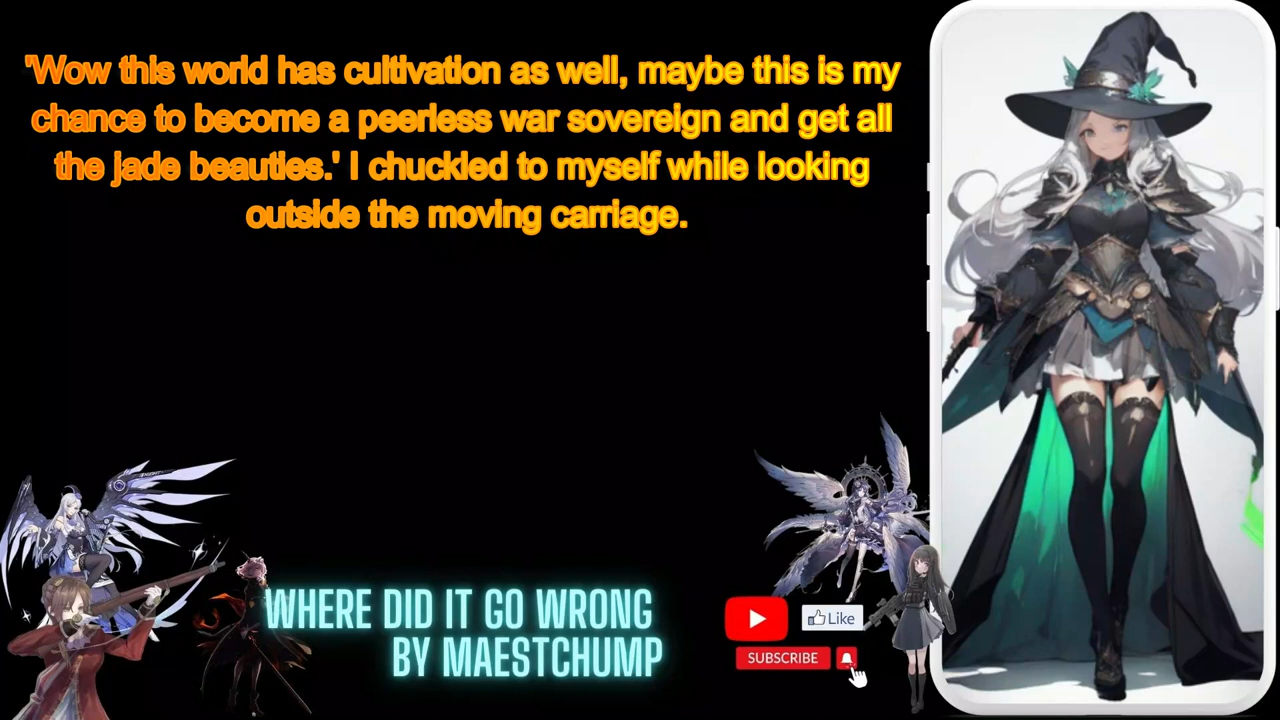 'Wow this world has cultivation as well, maybe this is my
chance to become a peerless war sovereign and get all
the jade beauties.' I chuckled to myself while looking
outside the moving carriage.
WHERE DID IT GO WRONG
BY MAESTCHUMP
Like
SUBSCRIBE